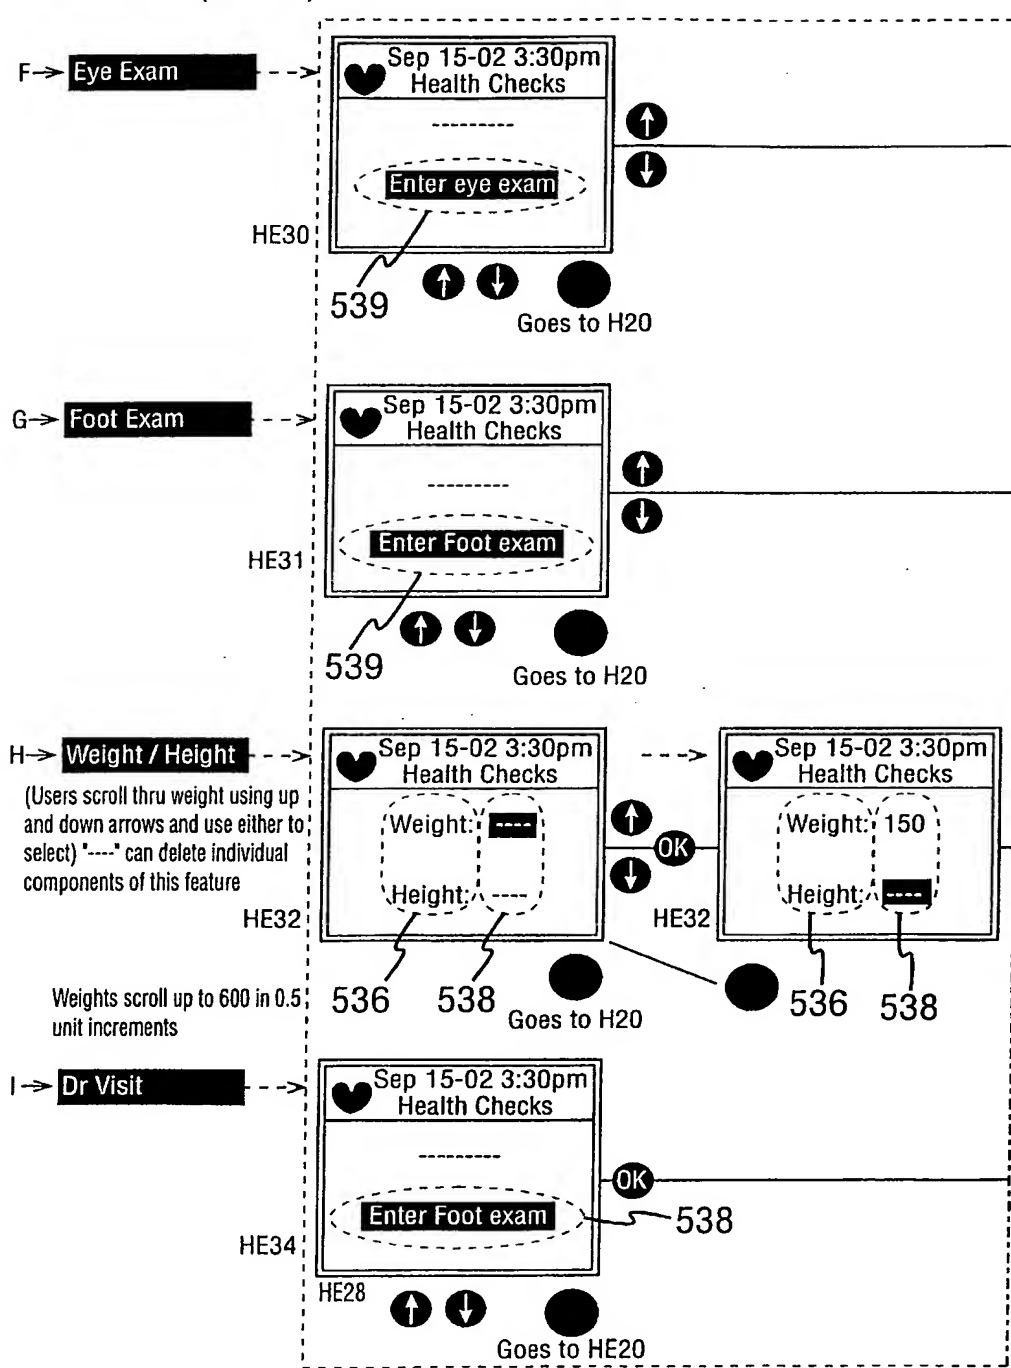 F→ Eye Exam
Sep 15-02 3:30pm
Health Checks
---------
Enter eye exam
HE30
539
Goes to H20
G→ Foot Exam
Sep 15-02 3:30pm
Health Checks
---------
Enter Foot exam
HE31
539
Goes to H20
H→ Weight / Height
(Users scroll thru weight using up
and down arrows and use either to
select) "----" can delete individual
components of this feature
Weights scroll up to 600 in 0.5
unit increments
Sep 15-02 3:30pm
Health Checks
Weight: ----
Height: ----
HE32
536
538
Goes to H20
OK
Sep 15-02 3:30pm
Health Checks
Weight: 150
Height: ----
HE32
536
538
I→ Dr Visit
Sep 15-02 3:30pm
Health Checks
---------
Enter Foot exam
HE34
HE28
OK
538
Goes to HE20